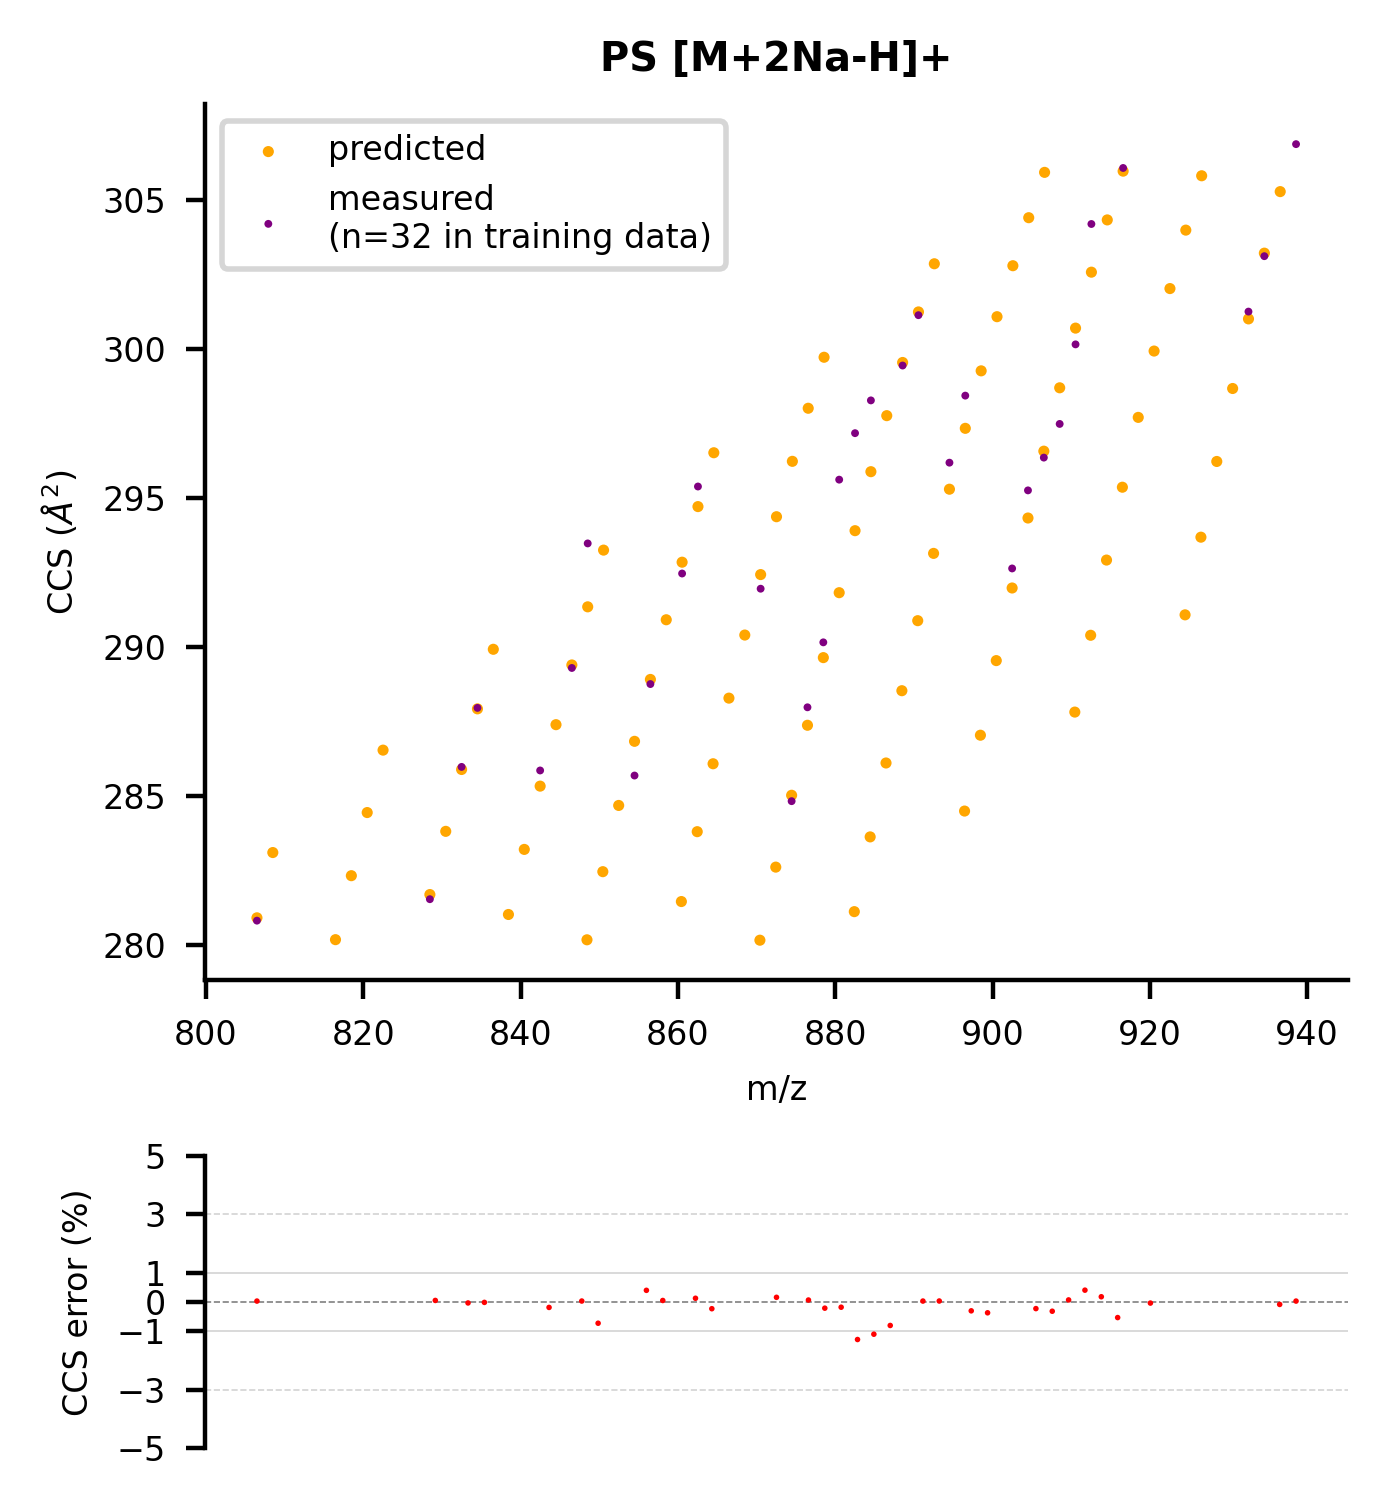 PS [M+2Na-H]+
predicted
measured
(n=32 in training data)
CCS (Å²)
305
300
295
290
285
280
800 820 840 860 880 900 920 940
m/z
CCS error (%)
5
3
1
0
−1
−3
−5